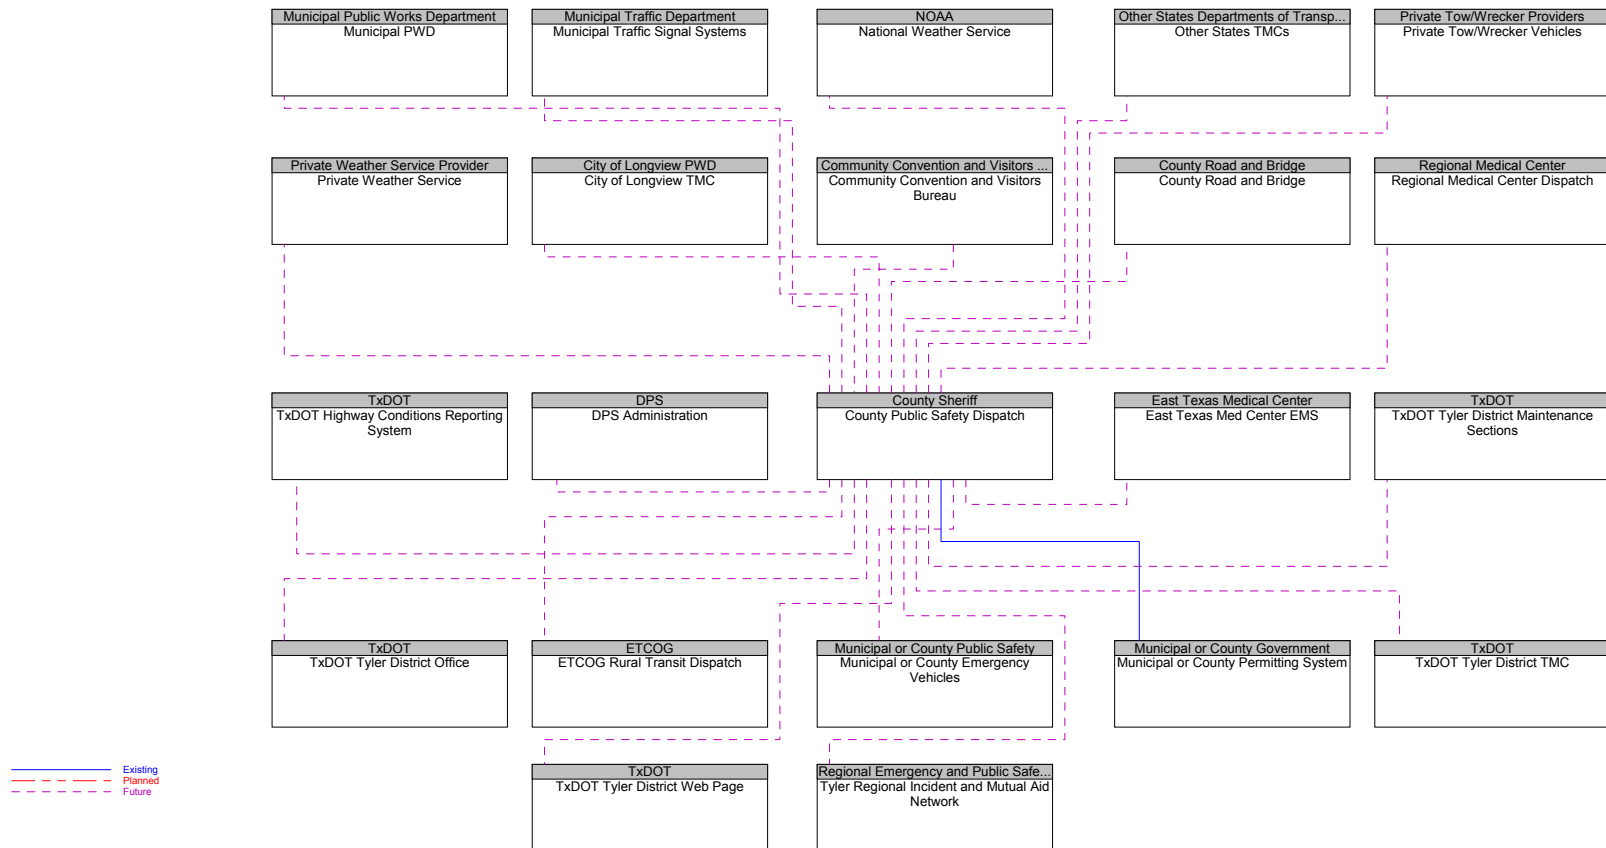 Municipal Public Works Department
Municipal PWD
Municipal Traffic Department
Municipal Traffic Signal Systems
NOAA
National Weather Service
Other States Departments of Transp...
Other States TMCs
Private Tow/Wrecker Providers
Private Tow/Wrecker Vehicles
Private Weather Service Provider
Private Weather Service
City of Longview PWD
City of Longview TMC
Community Convention and Visitors ...
Community Convention and Visitors
Bureau
County Road and Bridge
County Road and Bridge
Regional Medical Center
Regional Medical Center Dispatch
TxDOT
TxDOT Highway Conditions Reporting
System
DPS
DPS Administration
County Sheriff
County Public Safety Dispatch
East Texas Medical Center
East Texas Med Center EMS
TxDOT
TxDOT Tyler District Maintenance
Sections
TxDOT
TxDOT Tyler District Office
ETCOG
ETCOG Rural Transit Dispatch
Municipal or County Public Safety
Municipal or County Emergency
Vehicles
Municipal or County Government
Municipal or County Permitting System
TxDOT
TxDOT Tyler District TMC
Existing
Planned
Future
TxDOT
TxDOT Tyler District Web Page
Regional Emergency and Public Safe...
Tyler Regional Incident and Mutual Aid
Network